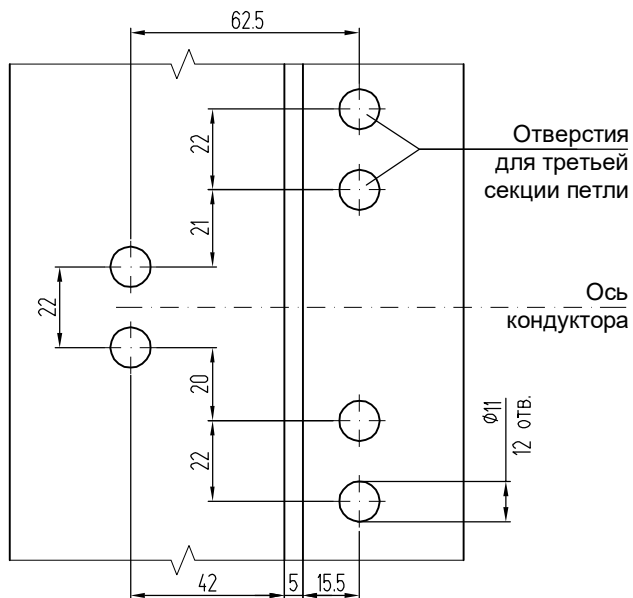 62.5
22
Отверстия
для третьей
секции петли
21
22
Ось
кондуктора
20
22
Ø11
12 отв.
42
5
15.5